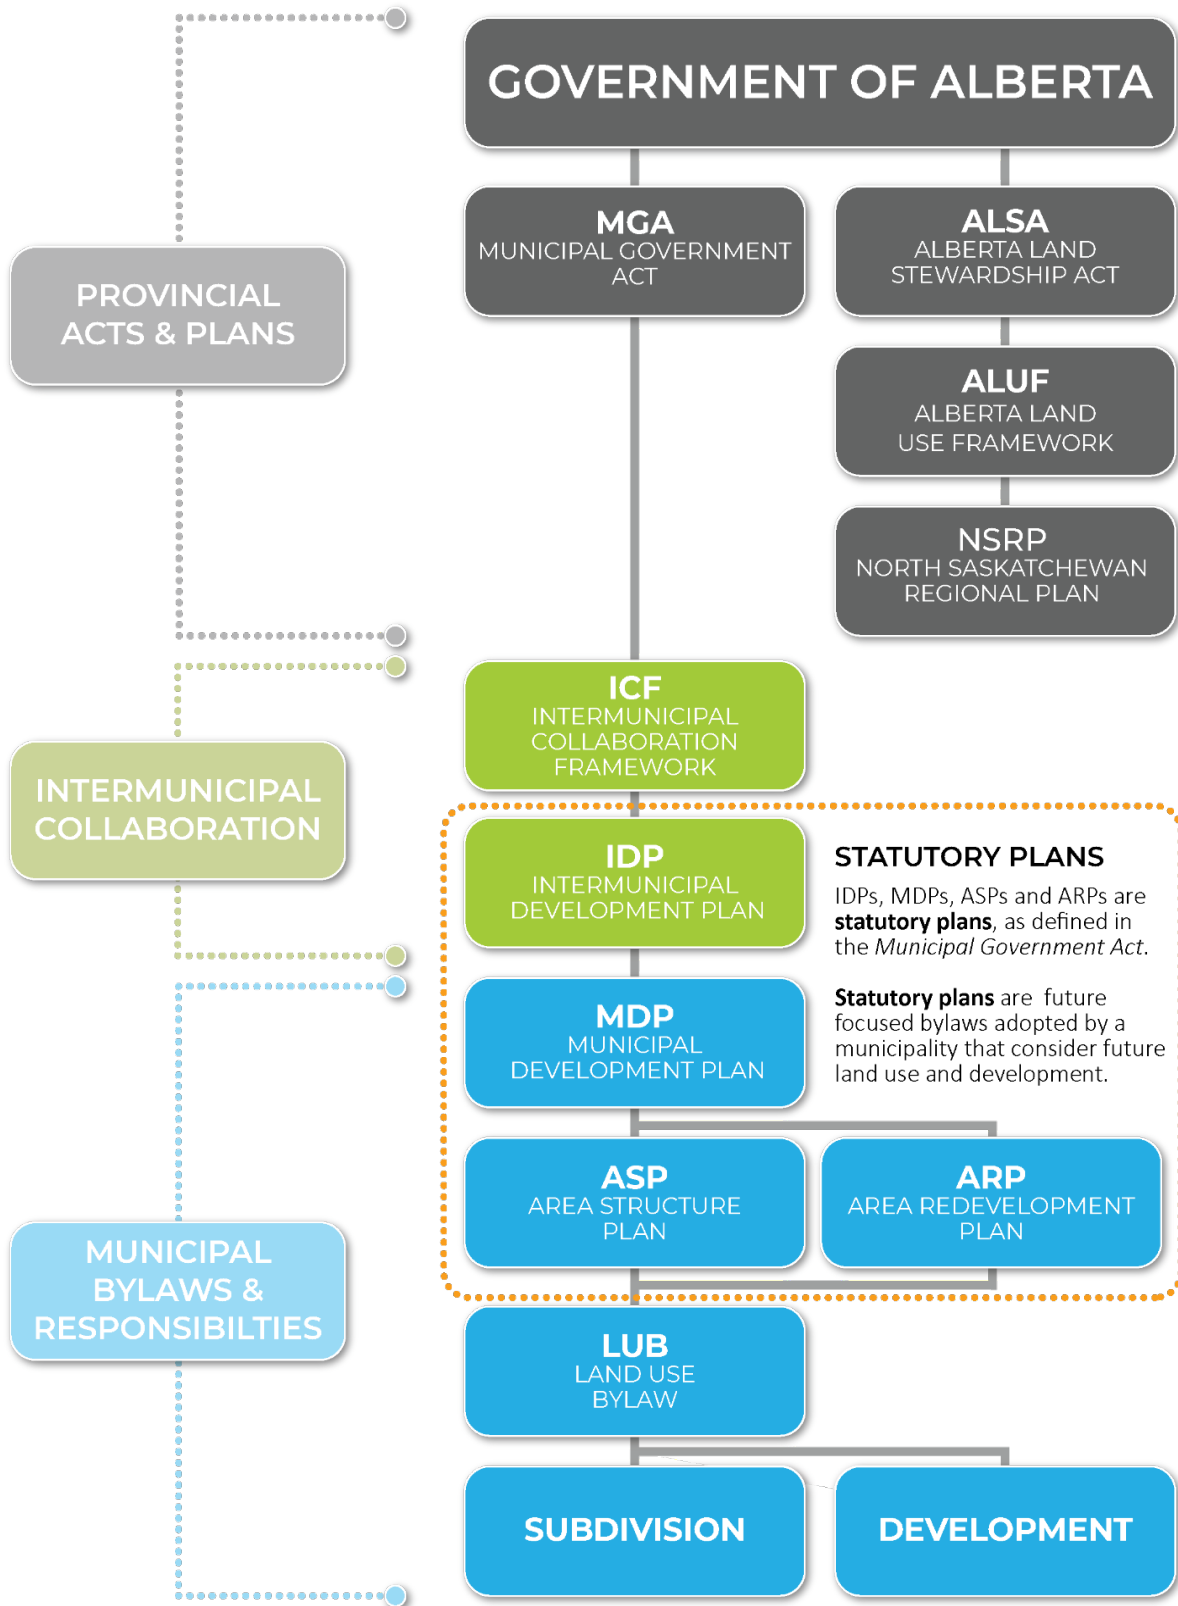 GOVERNMENT OF ALBERTA
PROVINCIAL
ACTS & PLANS
MGA
MUNICIPAL GOVERNMENT
ACT
ALSA
ALBERTA LAND
STEWARDSHIP ACT
ALUF
ALBERTA LAND
USE FRAMEWORK
NSRP
NORTH SASKATCHEWAN
REGIONAL PLAN
INTERMUNICIPAL
COLLABORATION
ICF
INTERMUNICIPAL
COLLABORATION
FRAMEWORK
IDP
INTERMUNICIPAL
DEVELOPMENT PLAN
STATUTORY PLANS
IDPs, MDPs, ASPs and ARPs are
statutory plans, as defined in
the Municipal Government Act.
Statutory plans are future
focused bylaws adopted by a
municipality that consider future
land use and development.
MUNICIPAL
BYLAWS &
RESPONSIBILTIES
MDP
MUNICIPAL
DEVELOPMENT PLAN
ASP
AREA STRUCTURE
PLAN
ARP
AREA REDEVELOPMENT
PLAN
LUB
LAND USE
BYLAW
SUBDIVISION
DEVELOPMENT